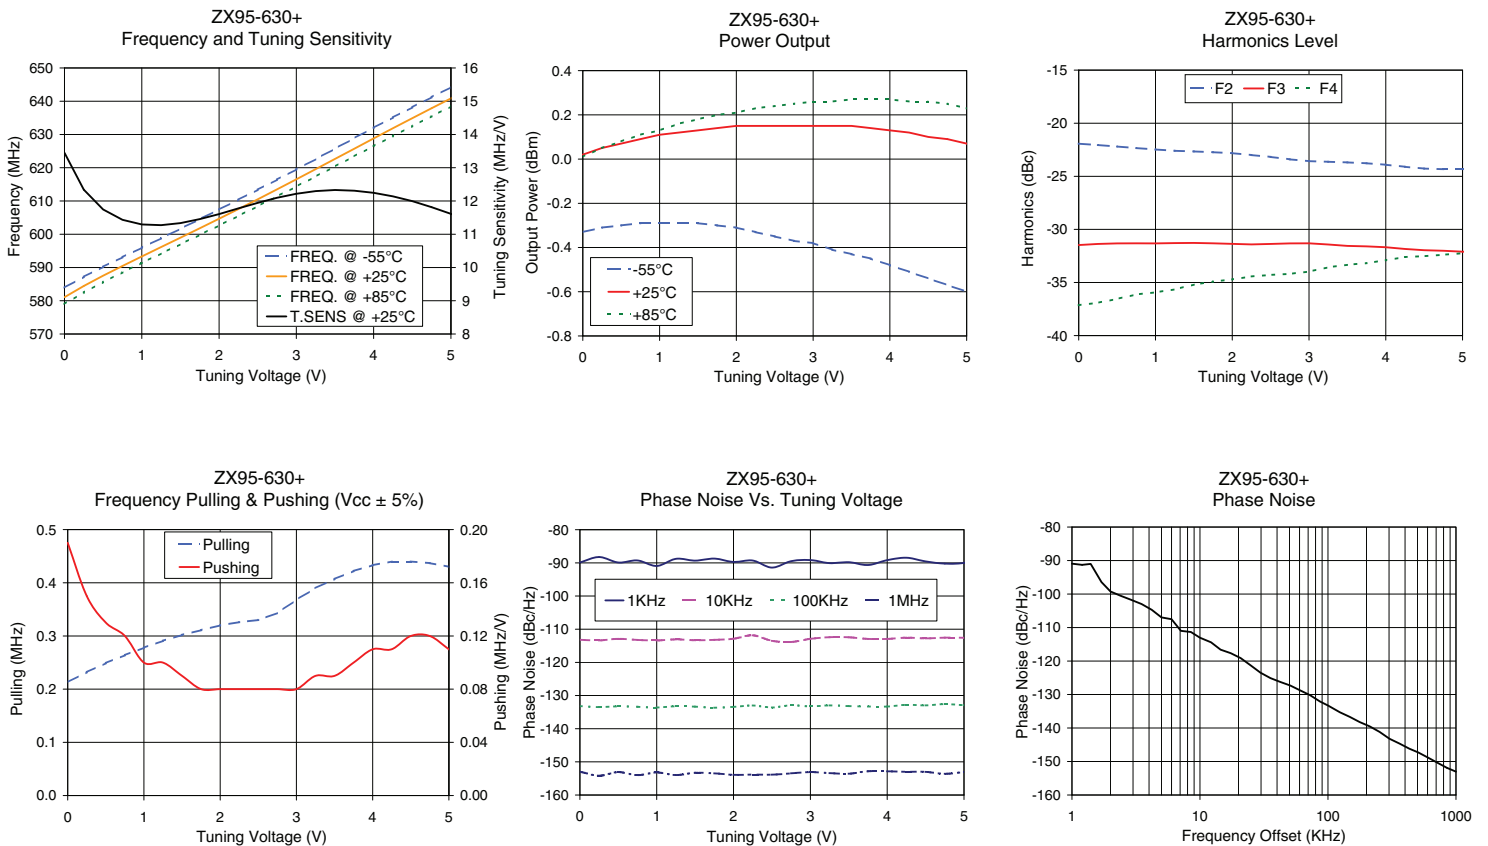 ZX95-630+
Frequency and Tuning Sensitivity
650
640
630
620
610
600
590
580
570
Frequency (MHz)
16
15
14
13
12
11
10
9
8
Tuning Sensitivity (MHz/V)
FREQ. @ -55°C
FREQ. @ +25°C
FREQ. @ +85°C
T.SENS @ +25°C
0 1 2 3 4 5
Tuning Voltage (V)
ZX95-630+
Power Output
0.4
0.2
0.0
-0.2
-0.4
-0.6
-0.8
Output Power (dBm)
-55°C
+25°C
+85°C
0 1 2 3 4 5
Tuning Voltage (V)
ZX95-630+
Harmonics Level
-15
-20
-25
-30
-35
-40
Harmonics (dBc)
F2 F3 F4
0 1 2 3 4 5
Tuning Voltage (V)
ZX95-630+
Frequency Pulling & Pushing (Vcc ± 5%)
0.5
0.4
0.3
0.2
0.1
0.0
Pulling (MHz)
0.20
0.16
0.12
0.08
0.04
0.00
Pushing (MHz/V)
Pulling
Pushing
0 1 2 3 4 5
Tuning Voltage (V)
ZX95-630+
Phase Noise Vs. Tuning Voltage
-80
-90
-100
-110
-120
-130
-140
-150
-160
Phase Noise (dBc/Hz)
1KHz 10KHz 100KHz 1MHz
0 1 2 3 4 5
Tuning Voltage (V)
ZX95-630+
Phase Noise
-80
-90
-100
-110
-120
-130
-140
-150
-160
Phase Noise (dBc/Hz)
1 10 100 1000
Frequency Offset (KHz)